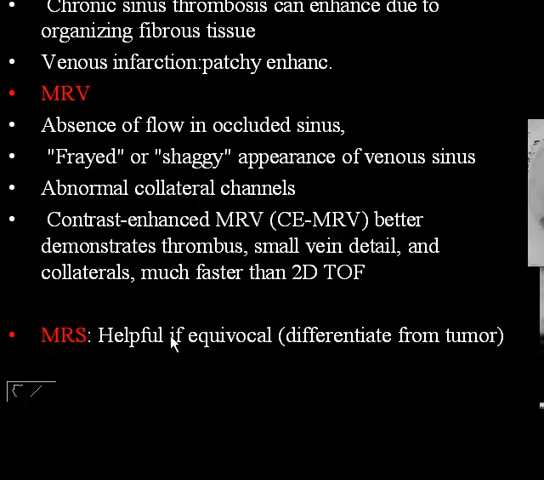 • Chronic sinus thrombosis can enhance due to
organizing fibrous tissue
• Venous infarction:patchy enhanc.
• MRV
• Absence of flow in occluded sinus,
• "Frayed" or "shaggy" appearance of venous sinus
• Abnormal collateral channels
• Contrast-enhanced MRV (CE-MRV) better
demonstrates thrombus, small vein detail, and
collaterals, much faster than 2D TOF
• MRS: Helpful if equivocal (differentiate from tumor)